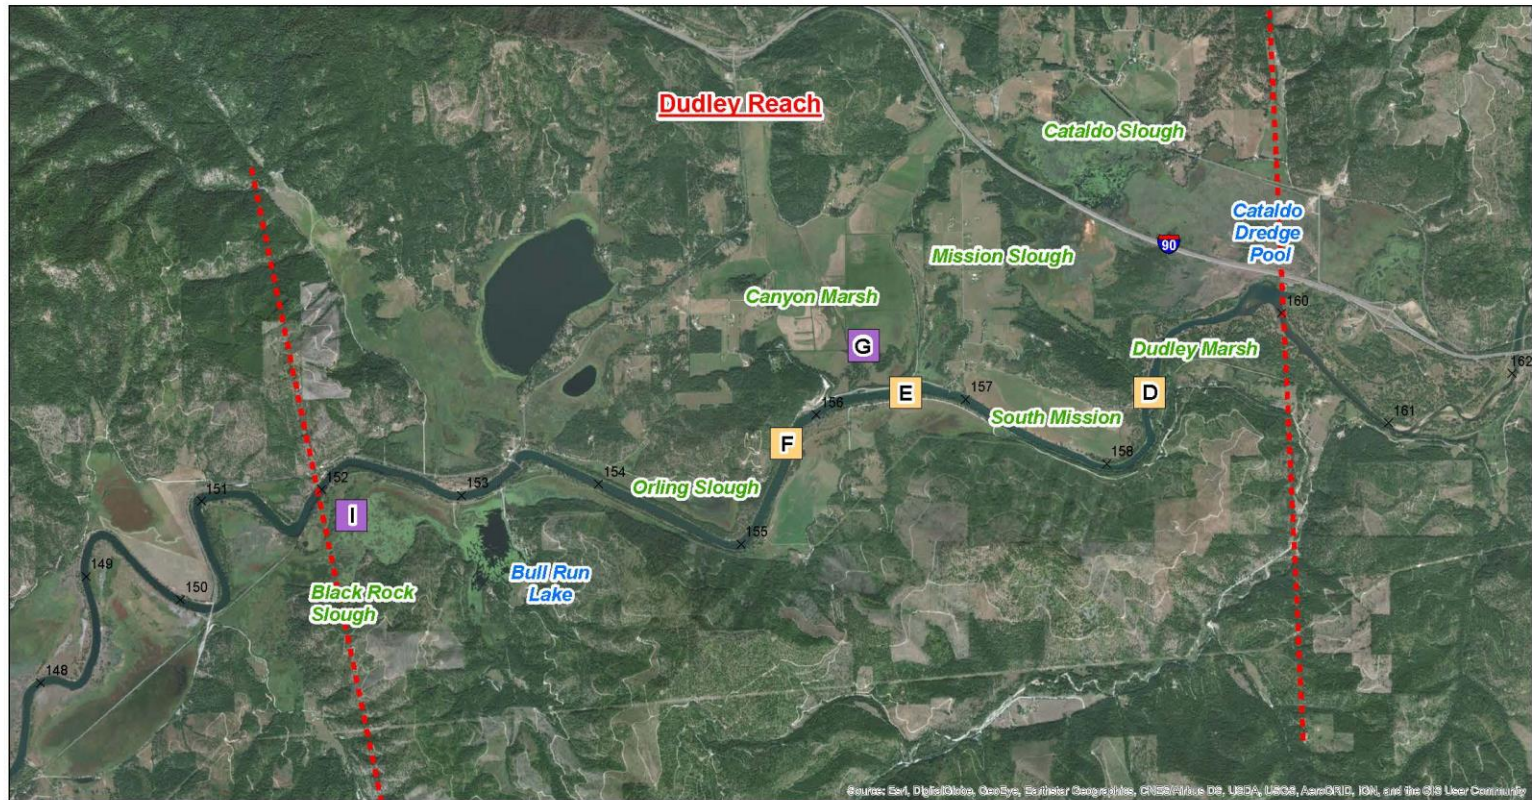 Dudley Reach
Cataldo Slough
Cataldo
Dredge
Pool
90
Mission Slough
Canyon Marsh
G
160
Dudley Marsh
162
E
157
D
156
South Mission
161
F
158
152
154
153
Orling Slough
151
I
155
149
Bull Run
Lake
150
Black Rock
Slough
148
Source: Esri, DigitalGlobe, GeoEye, Earthstar Geographics, CNES/Airbus DS, USDA, USGS, AeroGRID, IGN, and the GIS User Community